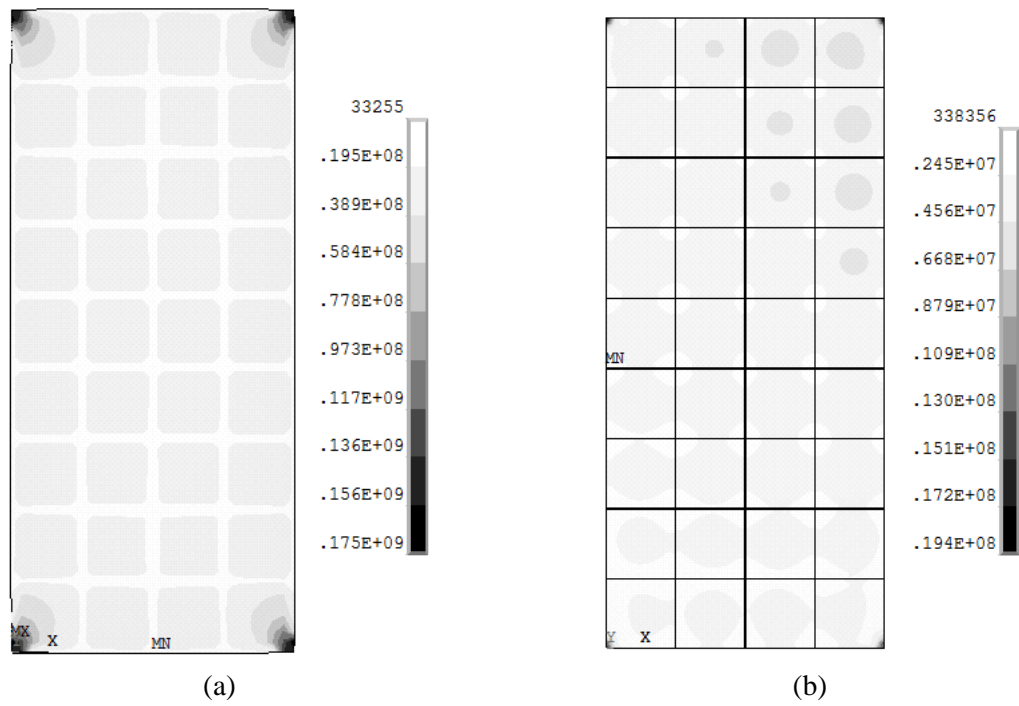 33255
.195E+08
.389E+08
.584E+08
.778E+08
.973E+08
.117E+09
.136E+09
.156E+09
.175E+09
MX
X
MN
(a)
338356
.245E+07
.456E+07
.668E+07
.879E+07
.109E+08
.130E+08
.151E+08
.172E+08
.194E+08
MN
Y X
(b)